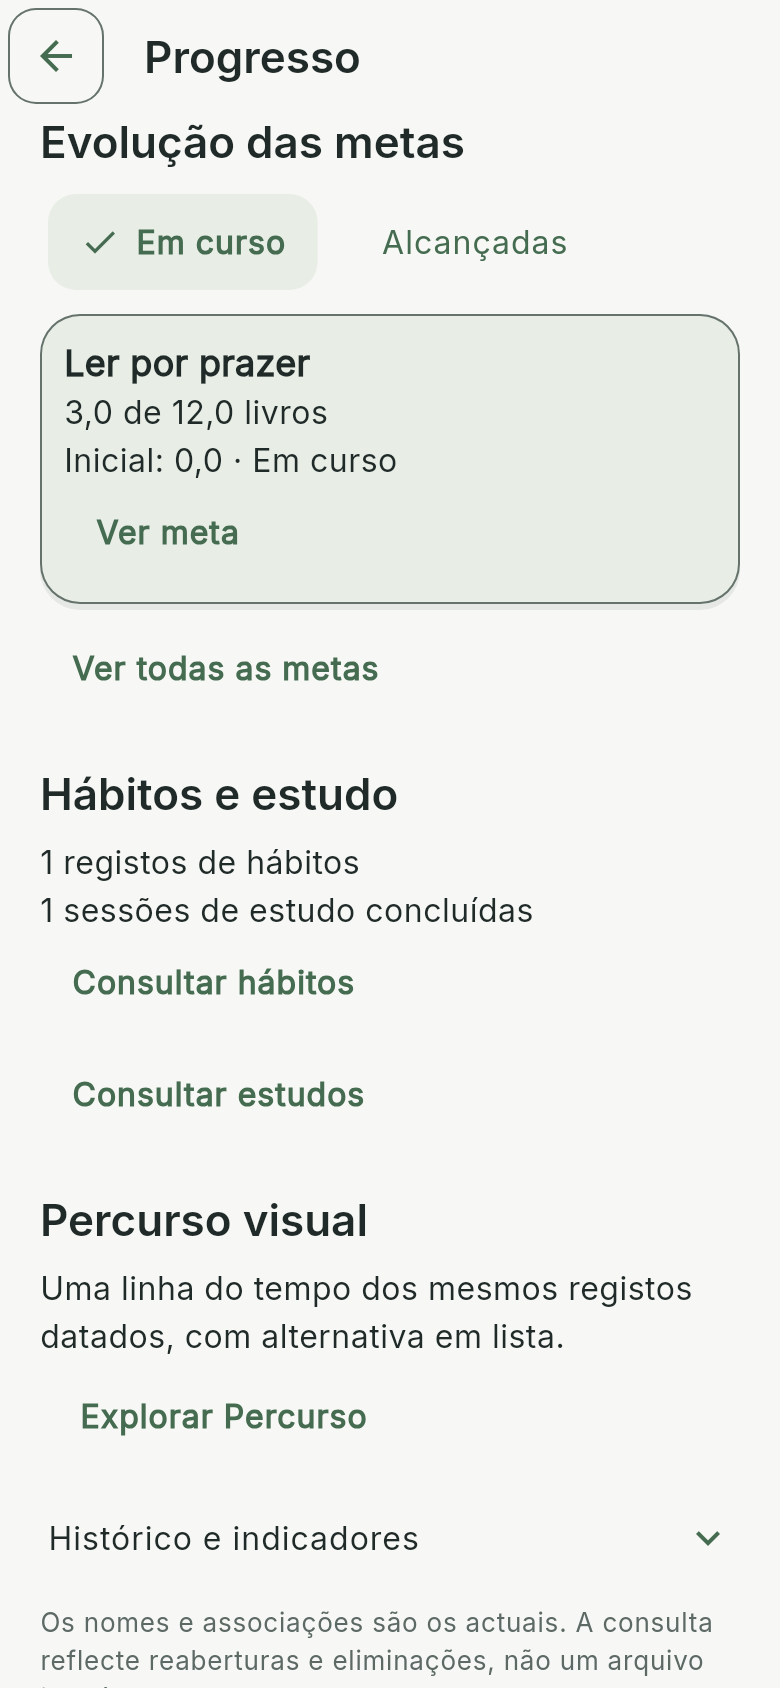 Progresso
Evolução das metas
Em curso
Alcançadas
Ler por prazer
3,0 de 12,0 livros
Inicial: 0,0 · Em curso
Ver meta
Ver todas as metas
Hábitos e estudo
1 registos de hábitos
1 sessões de estudo concluídas
Consultar hábitos
Consultar estudos
Percurso visual
Uma linha do tempo dos mesmos registos
datados, com alternativa em lista.
Explorar Percurso
Histórico e indicadores
Os nomes e associações são os actuais. A consulta
reflecte reaberturas e eliminações, não um arquivo